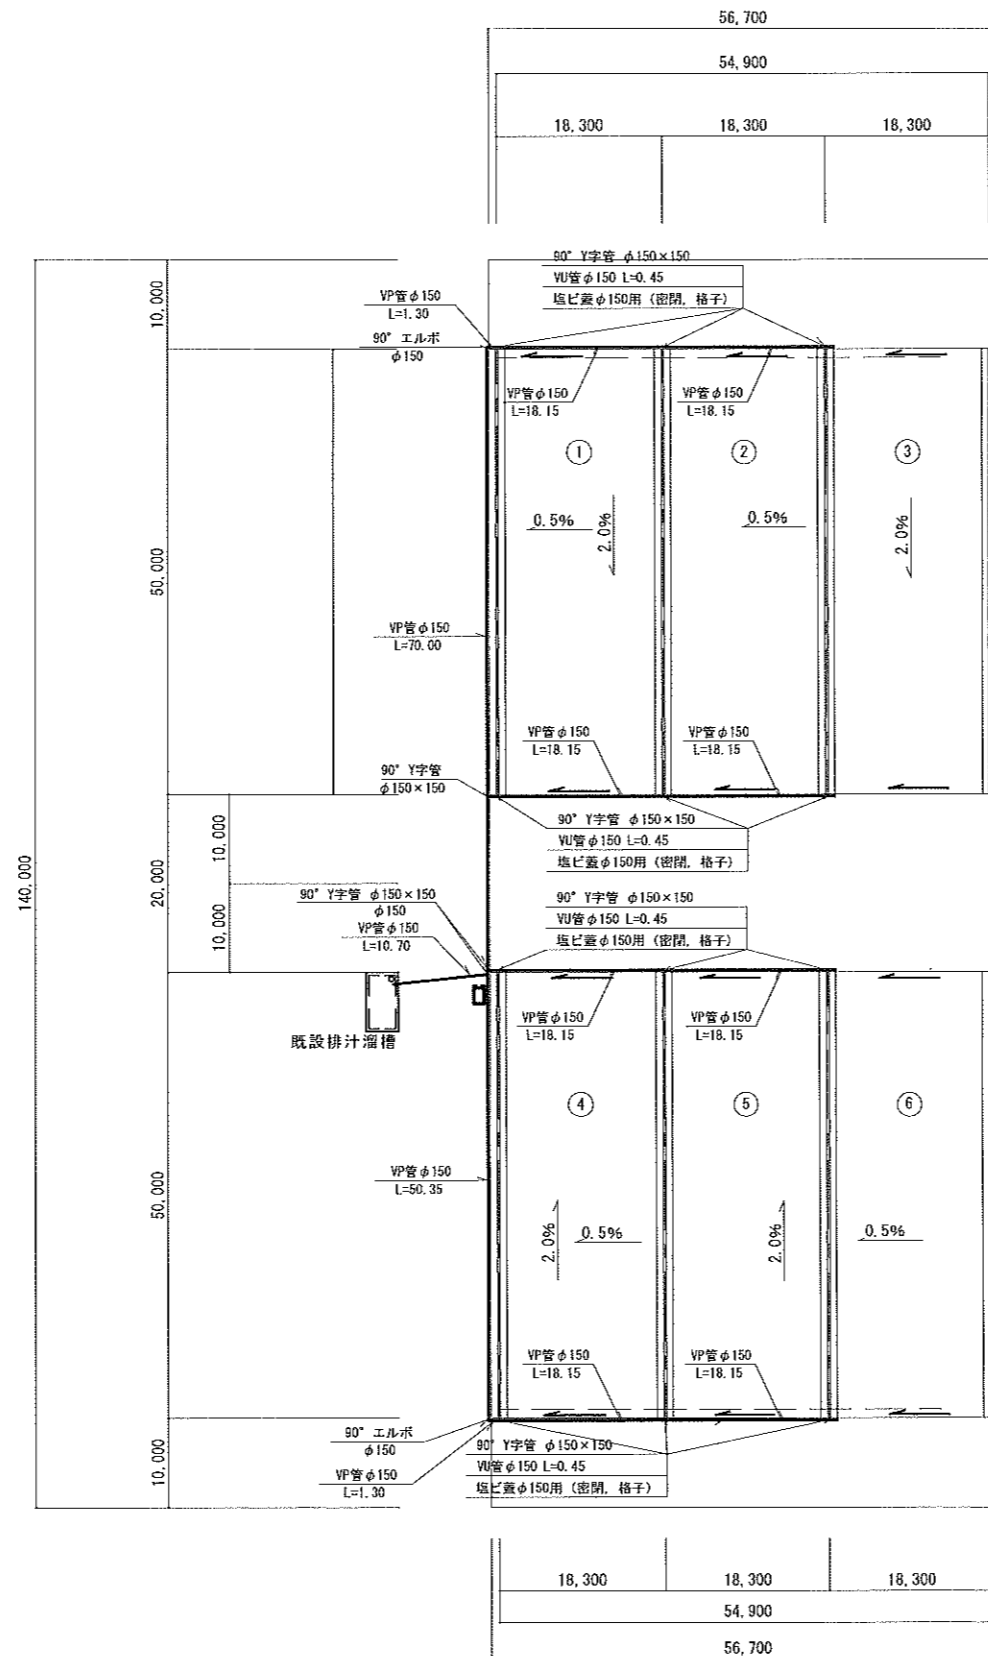 56,700
54,900
18,300
18,300
18,300
90° Y字管 φ150×150
VU管φ150 L=0.45
塩ビ蓋φ150用（密閉，格子）
VP管φ150
L=1.30
90° エルボ
φ150
10,000
VP管φ150
L=18.15
VP管φ150
L=18.15
①
②
③
0.5%
2.0%
0.5%
2.0%
50,000
VP管φ150
L=70.00
VP管φ150
L=18.15
VP管φ150
L=18.15
90° Y字管
φ150×150
90° Y字管 φ150×150
VU管φ150 L=0.45
塩ビ蓋φ150用（密閉，格子）
140,000
20,000
10,000
10,000
90° Y字管 φ150×150
φ150
VP管φ150
L=10.70
90° Y字管 φ150×150
VU管φ150 L=0.45
塩ビ蓋φ150用（密閉，格子）
既設排汁溜槽
VP管φ150
L=18.15
VP管φ150
L=18.15
④
⑤
⑥
50,000
VP管φ150
L=50.35
2.0%
0.5%
2.0%
0.5%
VP管φ150
L=18.15
VP管φ150
L=18.15
90° エルボ
φ150
VP管φ150
L=1.30
10,000
90° Y字管 φ150×150
VU管φ150 L=0.45
塩ビ蓋φ150用（密閉，格子）
18,300
18,300
18,300
54,900
56,700